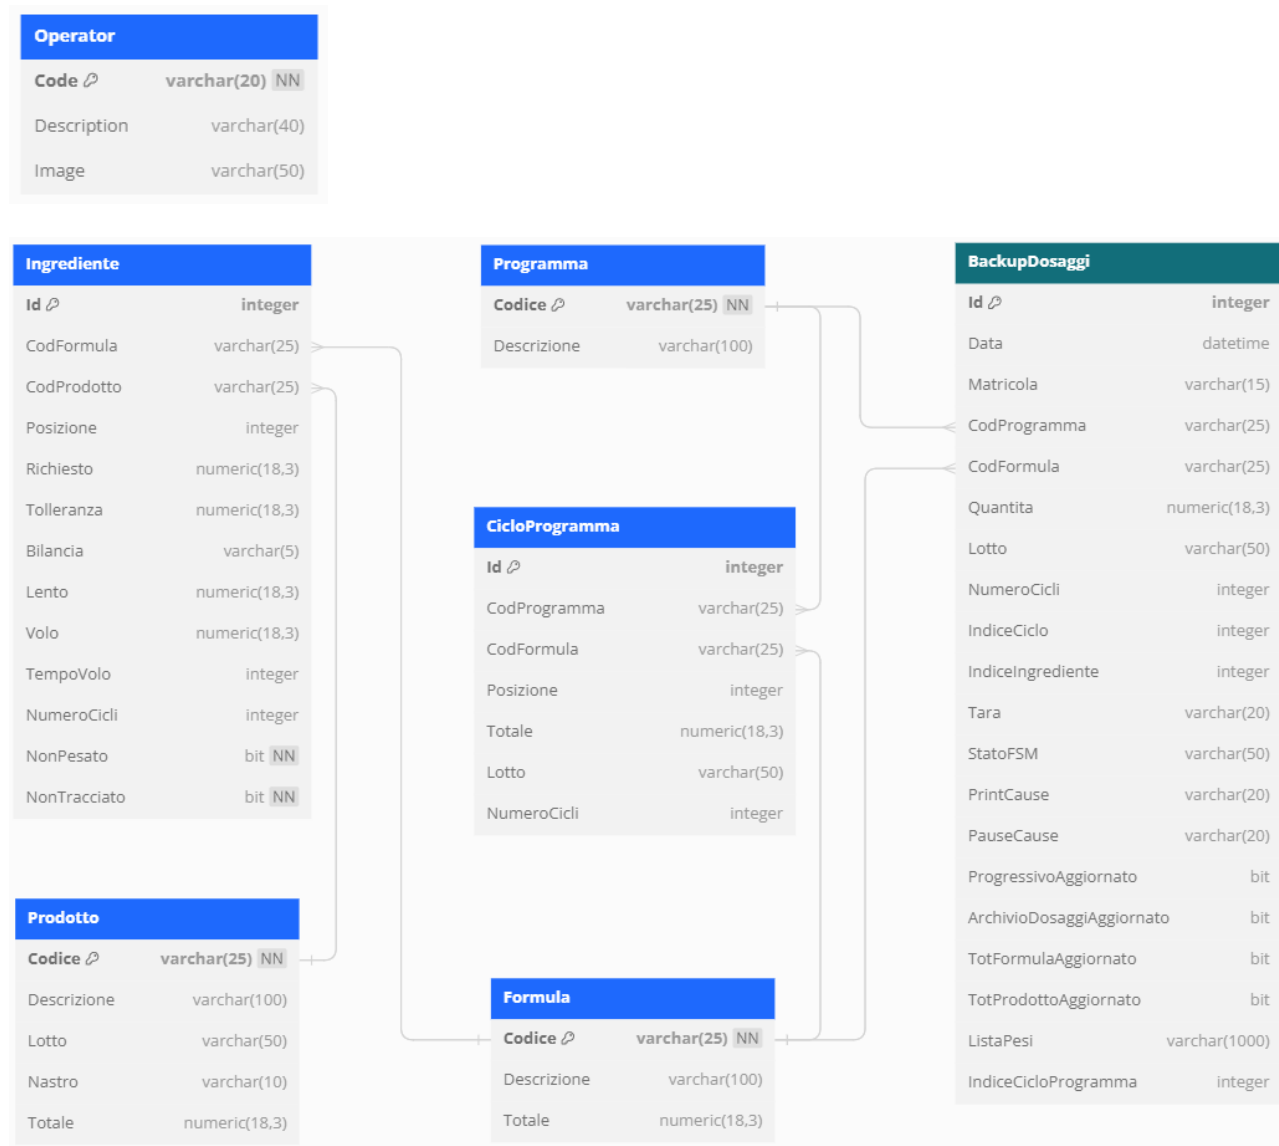 Operator
Code varchar(20) NN
Description varchar(40)
Image varchar(50)
Ingrediente
Id integer
CodFormula varchar(25)
CodProdotto varchar(25)
Posizione integer
Richiesto numeric(18,3)
Tolleranza numeric(18,3)
Bilancia varchar(5)
Lento numeric(18,3)
Volo numeric(18,3)
TempoVolo integer
NumeroCicli integer
NonPesato bit NN
NonTracciato bit NN
Prodotto
Codice varchar(25) NN
Descrizione varchar(100)
Lotto varchar(50)
Nastro varchar(10)
Totale numeric(18,3)
Programma
Codice varchar(25) NN
Descrizione varchar(100)
CicloProgramma
Id integer
CodProgramma varchar(25)
CodFormula varchar(25)
Posizione integer
Totale numeric(18,3)
Lotto varchar(50)
NumeroCicli integer
Formula
Codice varchar(25) NN
Descrizione varchar(100)
Totale numeric(18,3)
BackupDosaggi
Id integer
Data datetime
Matricola varchar(15)
CodProgramma varchar(25)
CodFormula varchar(25)
Quantita numeric(18,3)
Lotto varchar(50)
NumeroCicli integer
IndiceCiclo integer
IndiceIngrediente integer
Tara varchar(20)
StatoFSM varchar(50)
PrintCause varchar(20)
PauseCause varchar(20)
ProgressivoAggiornato bit
ArchivioDosaggiAggiornato bit
TotFormulaAggiornato bit
TotProdottoAggiornato bit
ListaPesi varchar(1000)
IndiceCicloProgramma integer